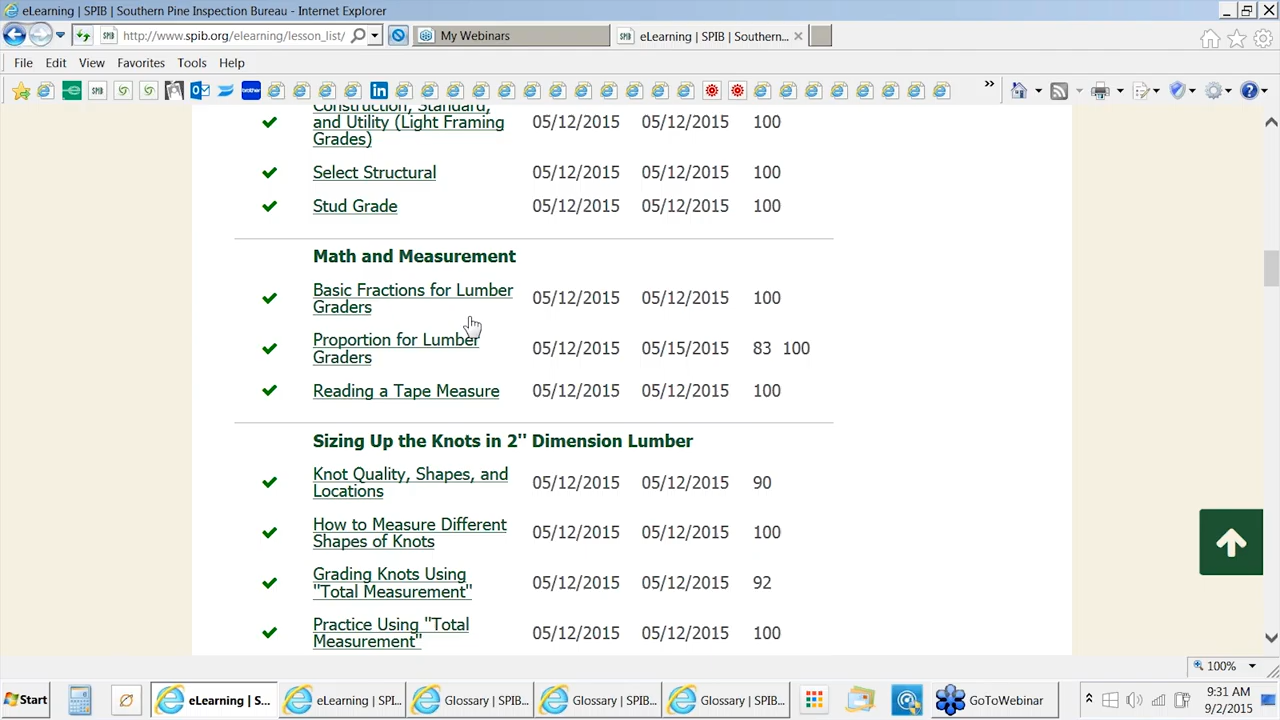 eLearning | SPIB | Southern Pine Inspection Bureau - Internet Explorer
http://www.spib.org/elearning/lesson_list/
My Webinars
eLearning | SPIB | Southern...
File Edit View Favorites Tools Help
Construction, Standard,
and Utility (Light Framing
Grades)
05/12/2015 05/12/2015 100
Select Structural 05/12/2015 05/12/2015 100
Stud Grade 05/12/2015 05/12/2015 100
Math and Measurement
Basic Fractions for Lumber
Graders
05/12/2015 05/12/2015 100
Proportion for Lumber
Graders
05/12/2015 05/15/2015 83 100
Reading a Tape Measure 05/12/2015 05/12/2015 100
Sizing Up the Knots in 2'' Dimension Lumber
Knot Quality, Shapes, and
Locations
05/12/2015 05/12/2015 90
How to Measure Different
Shapes of Knots
05/12/2015 05/12/2015 100
Grading Knots Using
"Total Measurement"
05/12/2015 05/12/2015 92
Practice Using "Total
Measurement"
05/12/2015 05/12/2015 100
100%
Start eLearning | S... eLearning | SPI... Glossary | SPIB... Glossary | SPIB... Glossary | SPIB... GoToWebinar
9:31 AM
9/2/2015